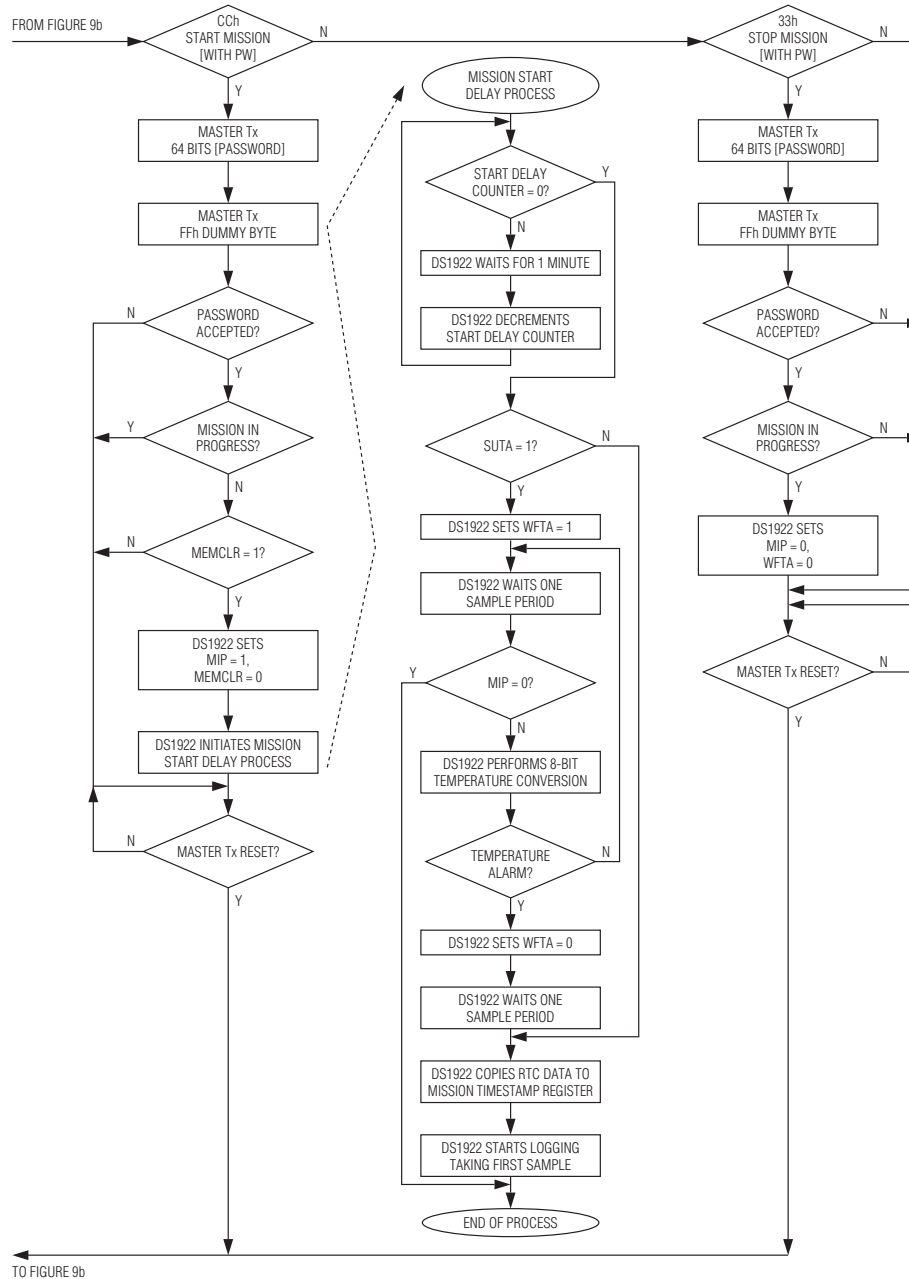 FROM FIGURE 9b
CCh
START MISSION
[WITH PW]
N
Y
MASTER Tx
64 BITS [PASSWORD]
MASTER Tx
FFh DUMMY BYTE
N
PASSWORD
ACCEPTED?
Y
Y
MISSION IN
PROGRESS?
N
N
MEMCLR = 1?
Y
DS1922 SETS
MIP = 1,
MEMCLR = 0
DS1922 INITIATES MISSION
START DELAY PROCESS
N
MASTER Tx RESET?
Y
MISSION START
DELAY PROCESS
START DELAY
COUNTER = 0?
Y
N
DS1922 WAITS FOR 1 MINUTE
DS1922 DECREMENTS
START DELAY COUNTER
SUTA = 1?
N
Y
DS1922 SETS WFTA = 1
DS1922 WAITS ONE
SAMPLE PERIOD
Y
MIP = 0?
N
DS1922 PERFORMS 8-BIT
TEMPERATURE CONVERSION
TEMPERATURE
ALARM?
N
Y
DS1922 SETS WFTA = 0
DS1922 WAITS ONE
SAMPLE PERIOD
DS1922 COPIES RTC DATA TO
MISSION TIMESTAMP REGISTER
DS1922 STARTS LOGGING
TAKING FIRST SAMPLE
END OF PROCESS
33h
STOP MISSION
[WITH PW]
N
Y
MASTER Tx
64 BITS [PASSWORD]
MASTER Tx
FFh DUMMY BYTE
PASSWORD
ACCEPTED?
N
Y
MISSION IN
PROGRESS?
N
Y
DS1922 SETS
MIP = 0,
WFTA = 0
MASTER Tx RESET?
N
Y
TO FIGURE 9b